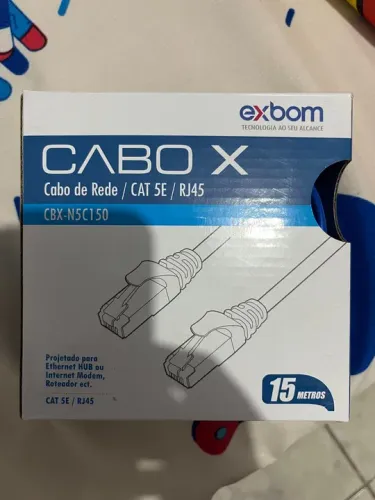 exbom
TECNOLOGIA AO SEU ALCANCE
CABO X
Cabo de Rede / CAT 5E / RJ45
CBX-N5C150
Projetado para
Ethernet HUB ou
Internet Modem,
Roteador ect.
CAT 5E / RJ45
15 METROS